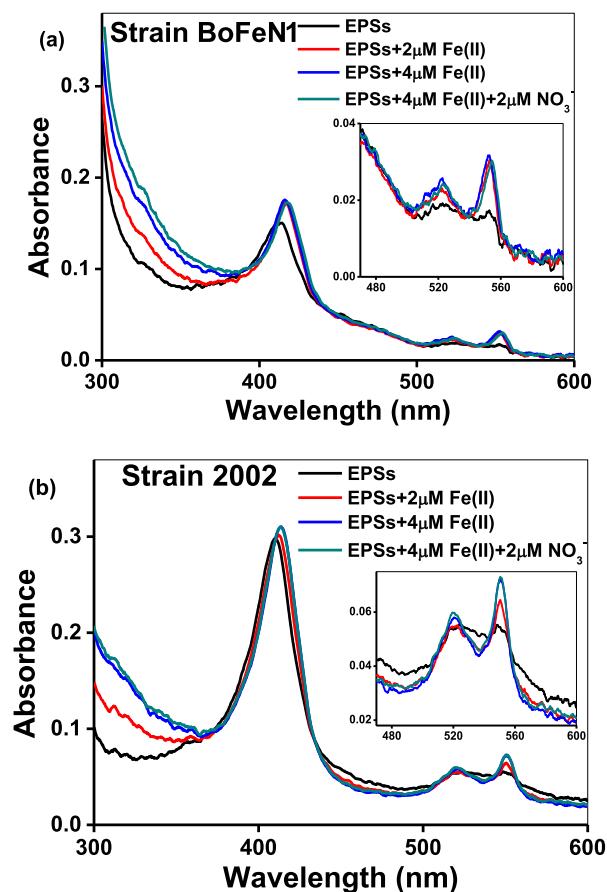 (a)
Strain BoFeN1
EPSs
EPSs+2μM Fe(II)
EPSs+4μM Fe(II)
EPSs+4μM Fe(II)+2μM NO3
0.3
0.2
0.1
0.0
Absorbance
0.04
0.02
0.00
480 520 560 600
300 400 500 600
Wavelength (nm)
(b)
Strain 2002
EPSs
EPSs+2μM Fe(II)
EPSs+4μM Fe(II)
EPSs+4μM Fe(II)+2μM NO3
0.3
0.2
0.1
0.0
Absorbance
0.06
0.04
0.02
480 520 560 600
300 400 500 600
Wavelength (nm)